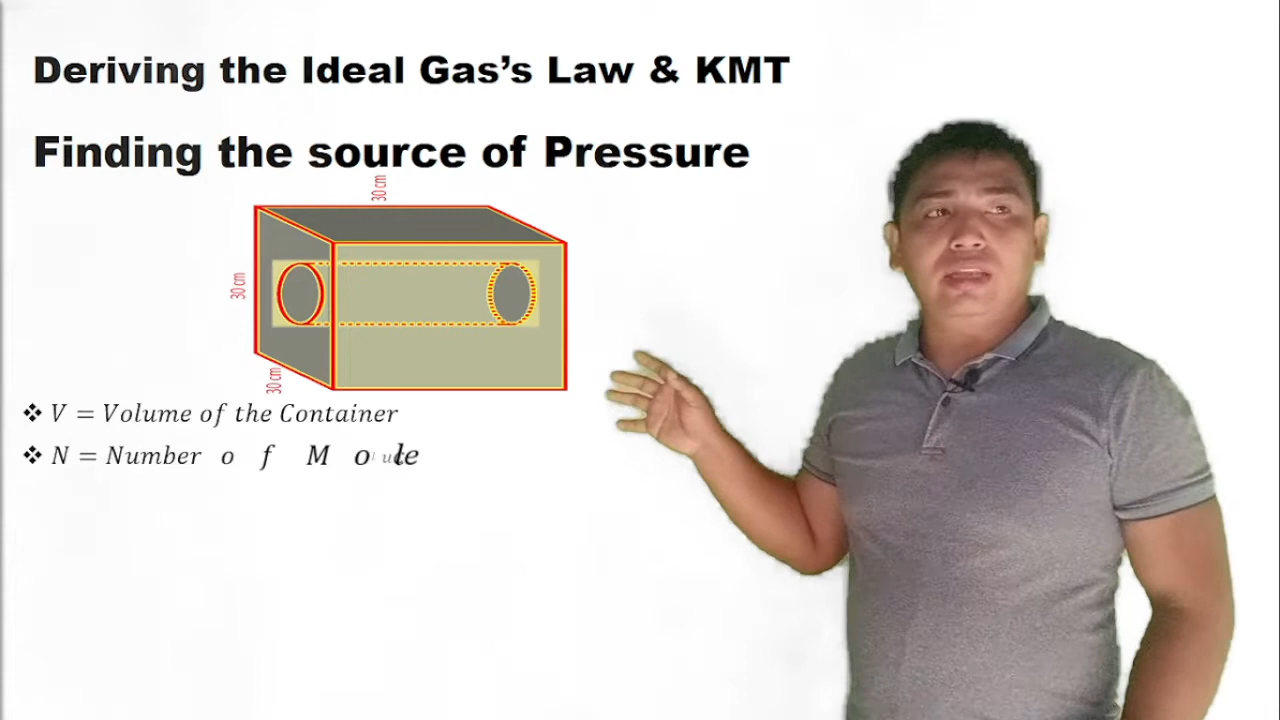 Deriving the Ideal Gas's Law & KMT
Finding the source of Pressure
30 cm
30 cm
30 cm
❖ V = Volume of the Container
❖ N = Number of